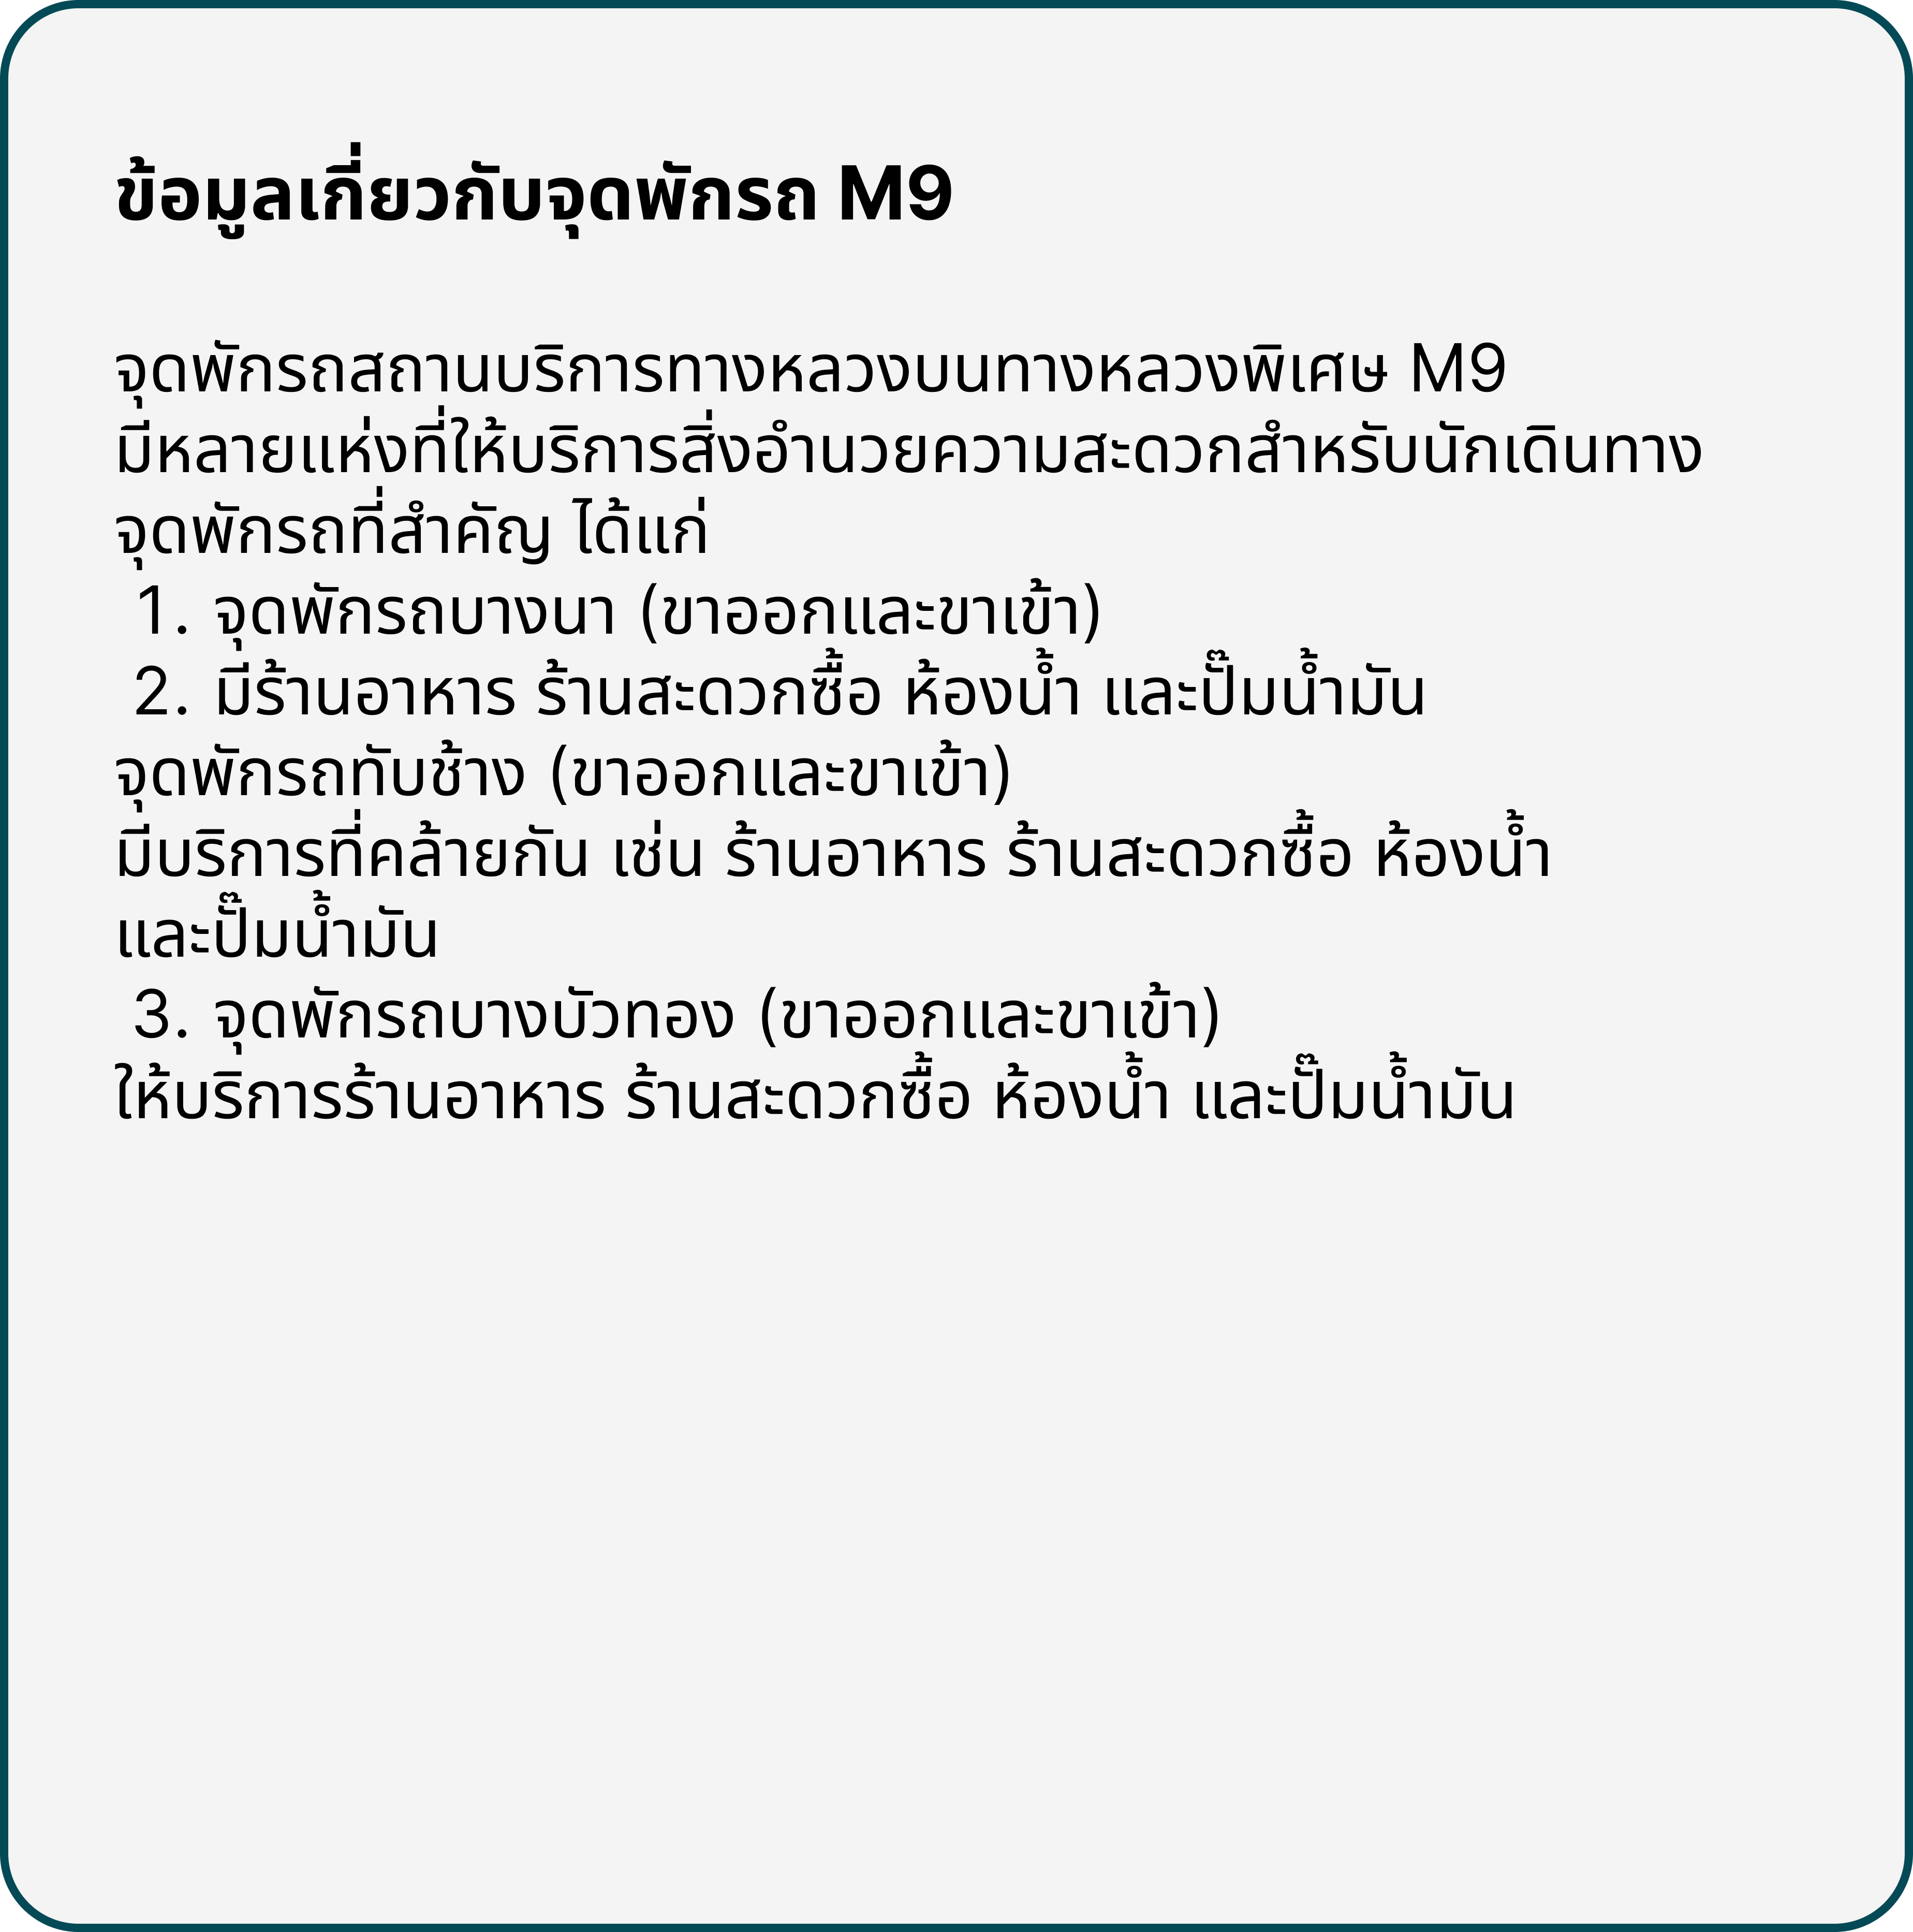 ข้อมูลเกี่ยวกับจุดพักรถ M9
จุดพักรถสถานบริการทางหลวงบนทางหลวงพิเศษ M9
มีหลายแห่งที่ให้บริการสิ่งอำนวยความสะดวกสำหรับนักเดินทาง
จุดพักรถที่สำคัญ ได้แก่
1. จุดพักรถบางนา (ขาออกและขาเข้า)
2. มีร้านอาหาร ร้านสะดวกซื้อ ห้องน้ำ และปั๊มน้ำมัน
จุดพักรถทับช้าง (ขาออกและขาเข้า)
มีบริการที่คล้ายกัน เช่น ร้านอาหาร ร้านสะดวกซื้อ ห้องน้ำ
และปั๊มน้ำมัน
3. จุดพักรถบางบัวทอง (ขาออกและขาเข้า)
ให้บริการร้านอาหาร ร้านสะดวกซื้อ ห้องน้ำ และปั๊มน้ำมัน